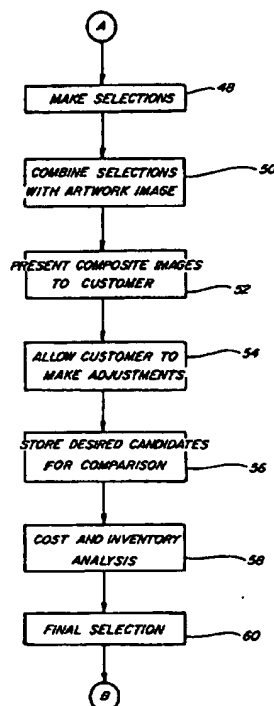 A
MAKE SELECTIONS
48
COMBINE SELECTIONS
WITH ARTWORK IMAGE
50
PRESENT COMPOSITE IMAGES
TO CUSTOMER
52
ALLOW CUSTOMER TO
MAKE ADJUSTMENTS
54
STORE DESIRED CANDIDATES
FOR COMPARISON
56
COST AND INVENTORY
ANALYSIS
58
FINAL SELECTION
60
B